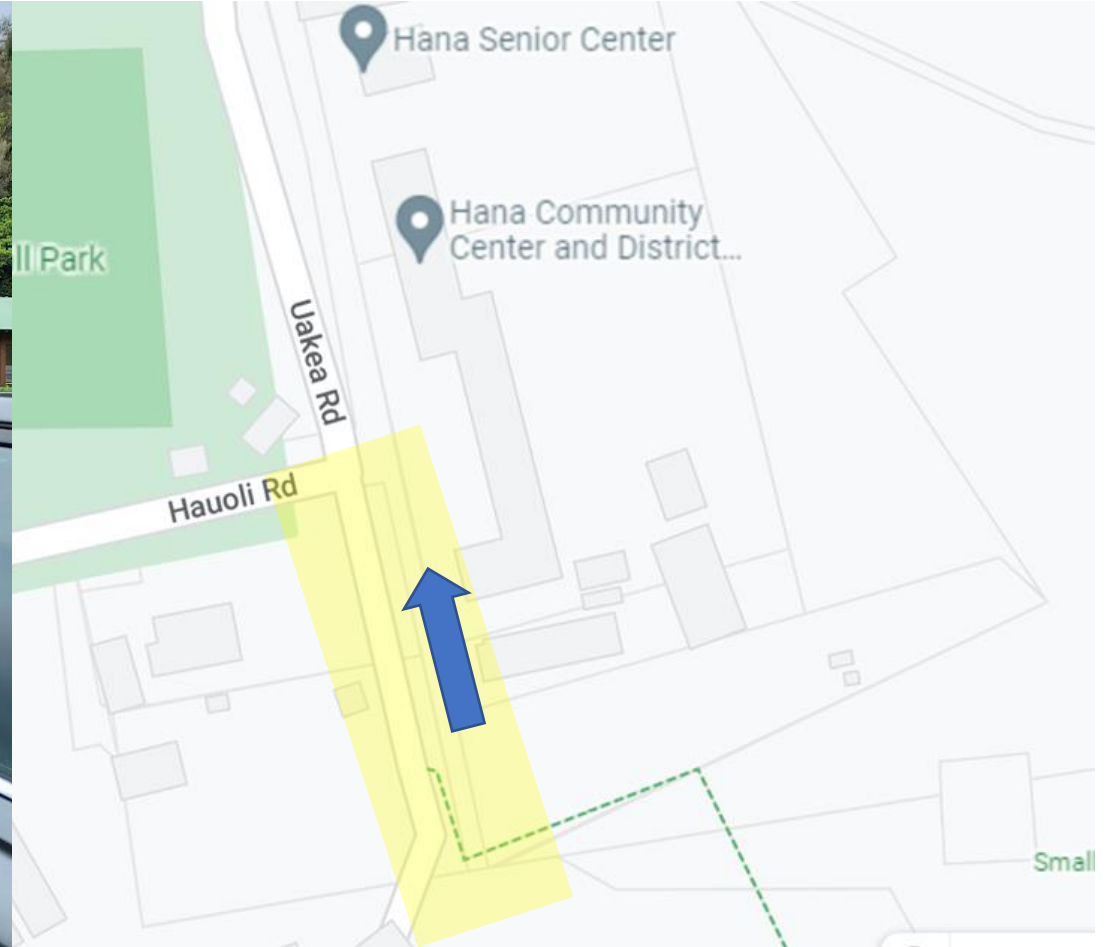 Hana Senior Center
Hana Community
Center and District...
ll Park
Uakea Rd
Hauoli Rd
Small